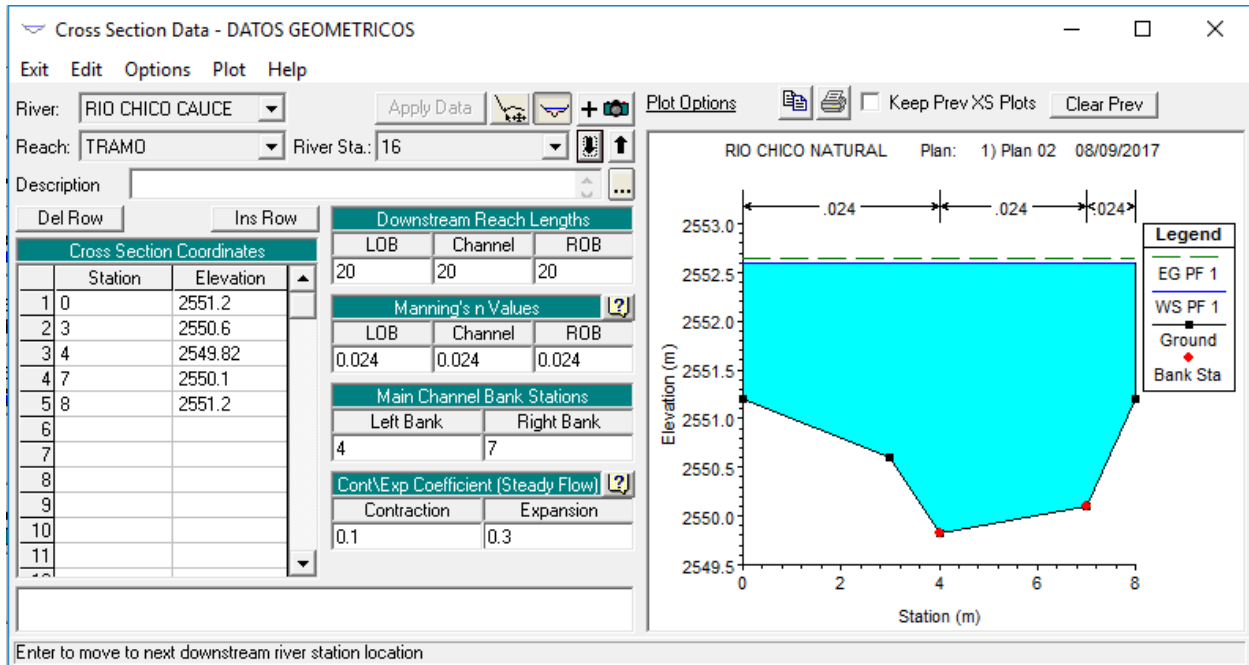 Cross Section Data - DATOS GEOMETRICOS
Exit Edit Options Plot Help
River: RIO CHICO CAUCE Apply Data + Plot Options Keep Prev XS Plots Clear Prev
Reach: TRAMO River Sta.: 16
Description ...
Del Row Ins Row
Cross Section Coordinates
Station Elevation
1 0 2551.2
2 3 2550.6
3 4 2549.82
4 7 2550.1
5 8 2551.2
6
7
8
9
10
11
Downstream Reach Lengths
LOB Channel ROB
20 20 20
Manning's n Values
LOB Channel ROB
0.024 0.024 0.024
Main Channel Bank Stations
Left Bank Right Bank
4 7
Cont\Exp Coefficient (Steady Flow)
Contraction Expansion
0.1 0.3
RIO CHICO NATURAL Plan: 1) Plan 02 08/09/2017
.024 .024 .024
2553.0
2552.5
2552.0
2551.5
2551.0
2550.5
2550.0
2549.5
Elevation (m)
0 2 4 6 8
Station (m)
Legend
EG PF 1
WS PF 1
Ground
Bank Sta
Enter to move to next downstream river station location